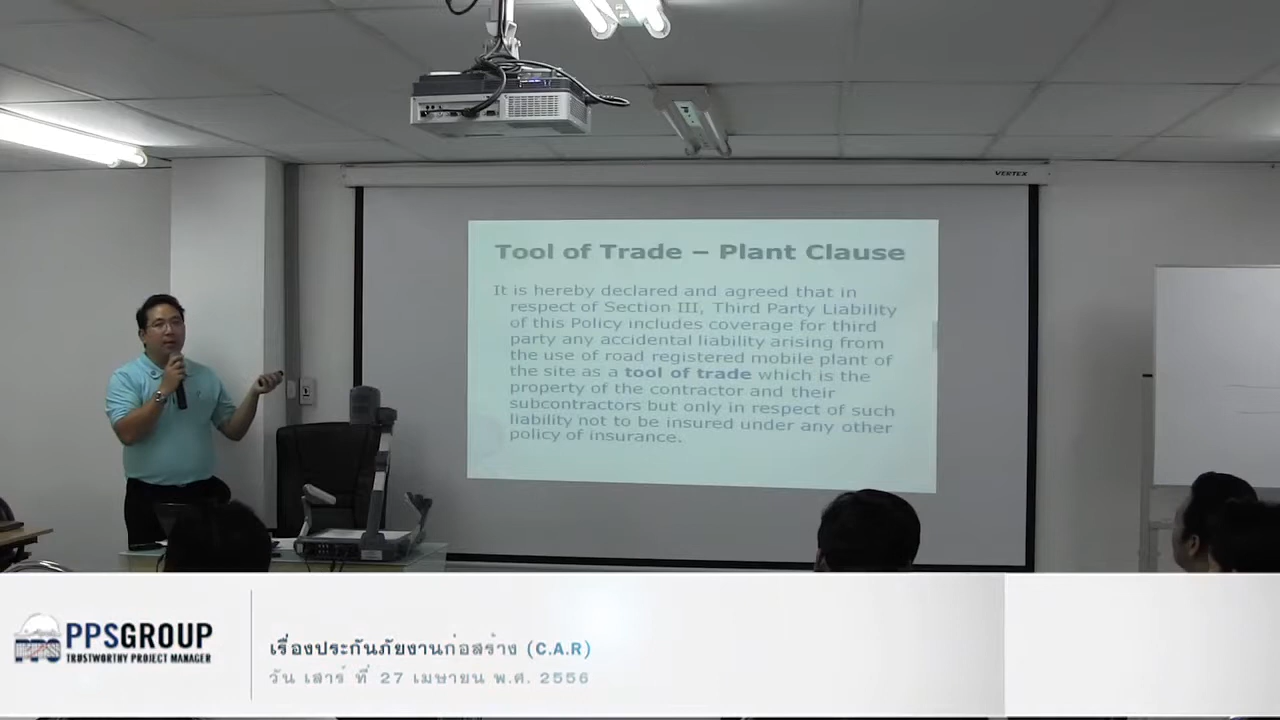 VERTEX
Tool of Trade – Plant Clause
It is hereby declared and agreed that in
respect of Section III, Third Party Liability
of this Policy includes coverage for third
party any accidental liability arising from
the use of road registered mobile plant of
the site as a tool of trade which is the
property of the contractor and their
subcontractors but only in respect of such
liability not to be insured under any other
policy of insurance.
PPS
PPSGROUP
TRUSTWORTHY PROJECT MANAGER
เรื่องประกันภัยงานก่อสร้าง (C.A.R)
วัน เสาร์ ที่ 27 เมษายน พ.ศ. 2556